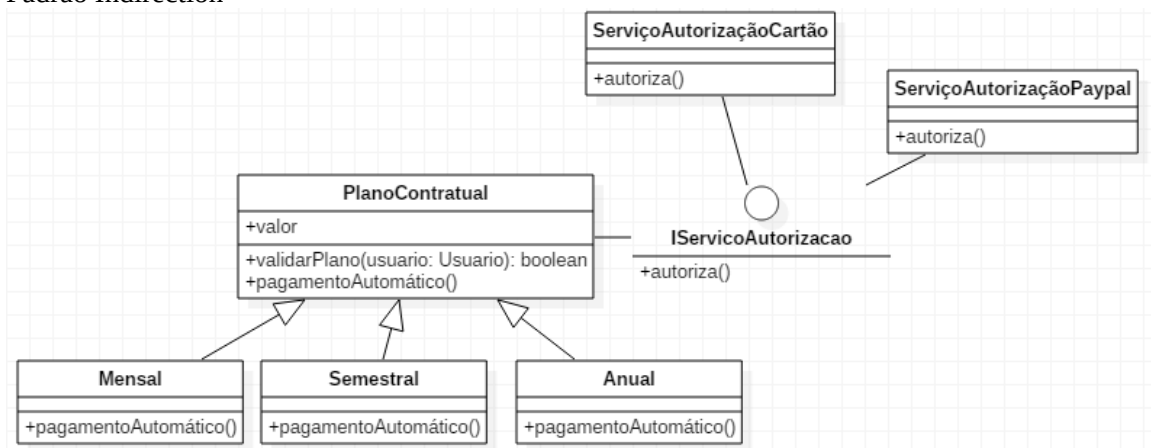 Padrão Indirection
ServiçoAutorizaçãoCartão
+autoriza()
ServiçoAutorizaçãoPaypal
+autoriza()
PlanoContratual
+valor
+validarPlano(usuario: Usuario): boolean
+pagamentoAutomático()
IServicoAutorizacao
+autoriza()
Mensal
+pagamentoAutomático()
Semestral
+pagamentoAutomático()
Anual
+pagamentoAutomático()